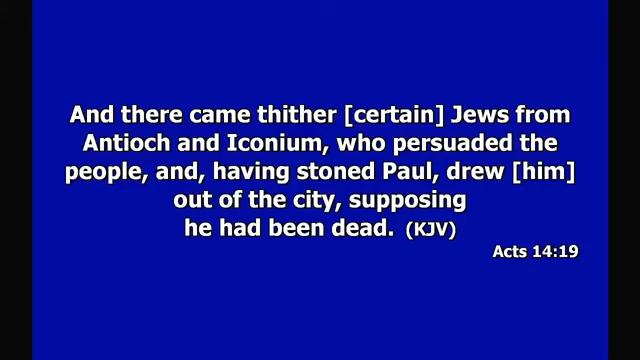 And there came thither [certain] Jews from
Antioch and Iconium, who persuaded the
people, and, having stoned Paul, drew [him]
out of the city, supposing
he had been dead. (KJV)
Acts 14:19